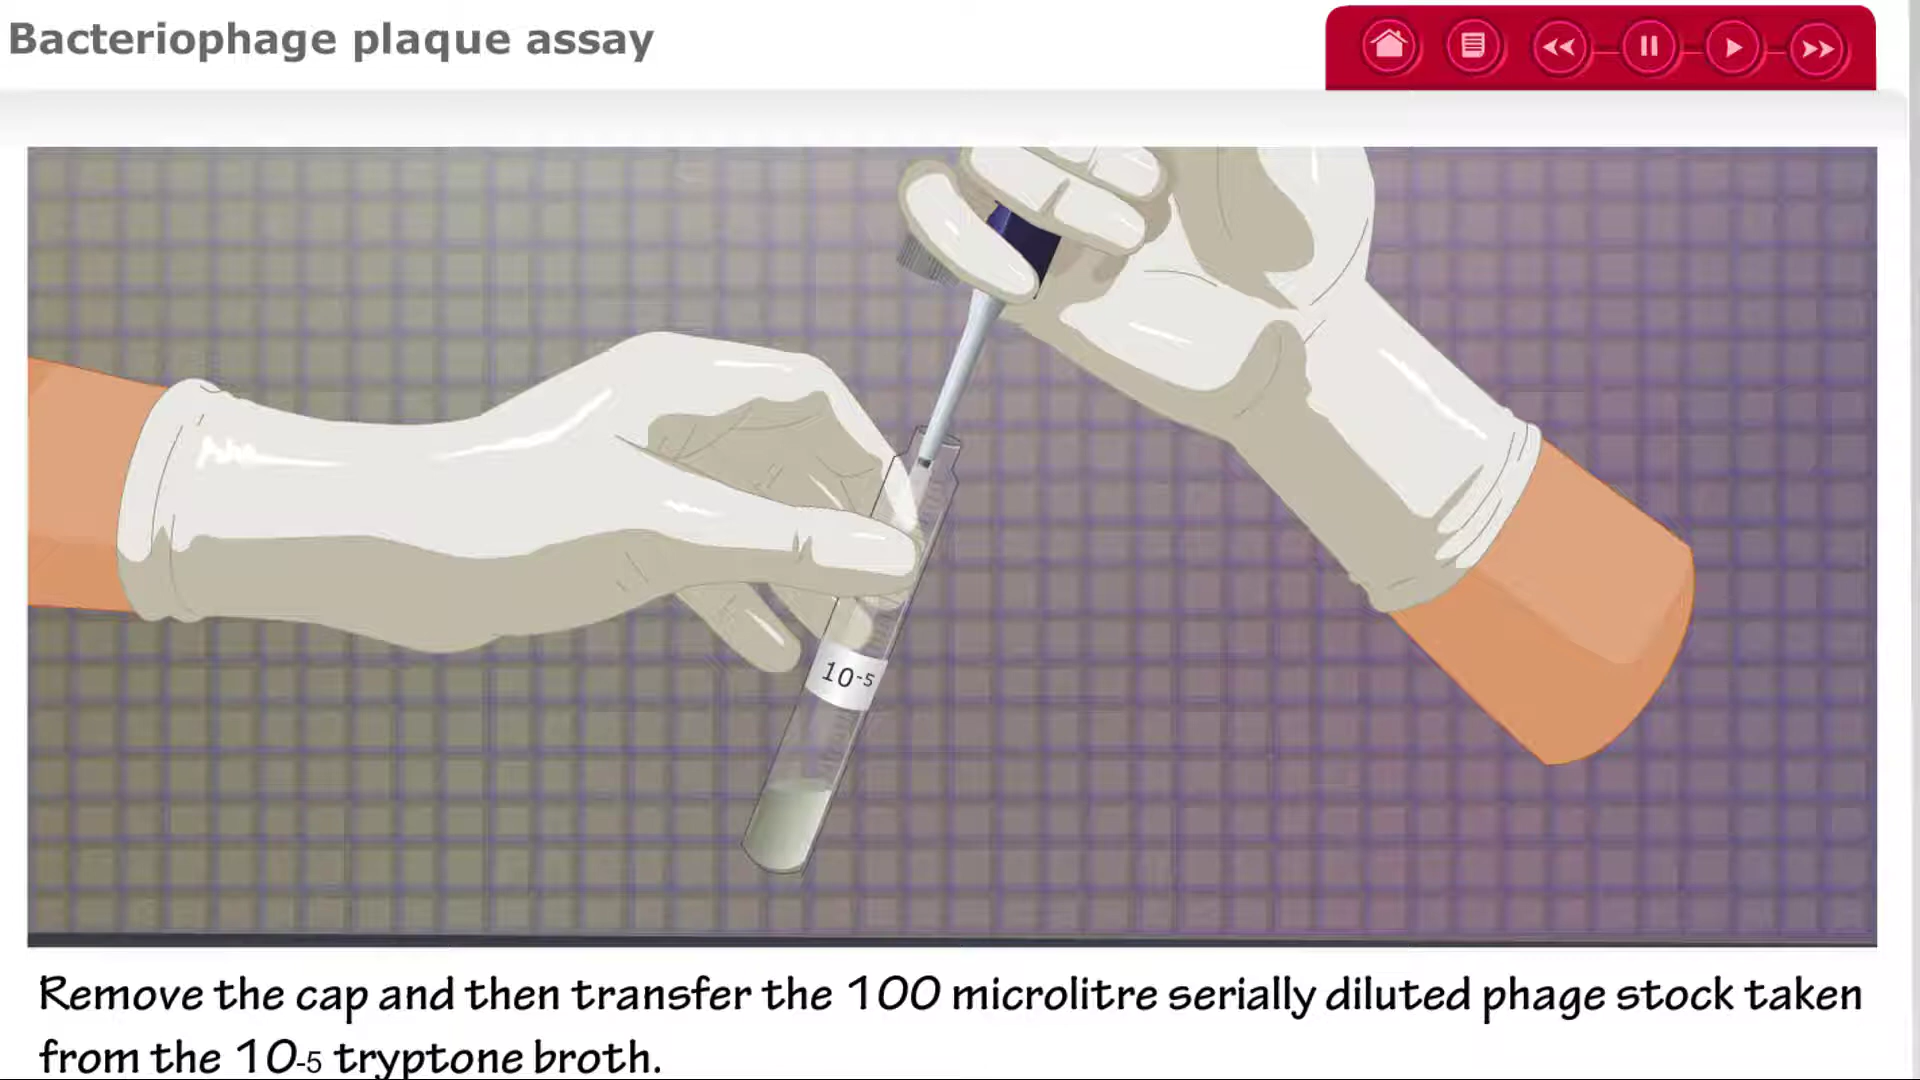 Bacteriophage plaque assay
10-5
Remove the cap and then transfer the 100 microlitre serially diluted phage stock taken
from the 10-5 tryptone broth.